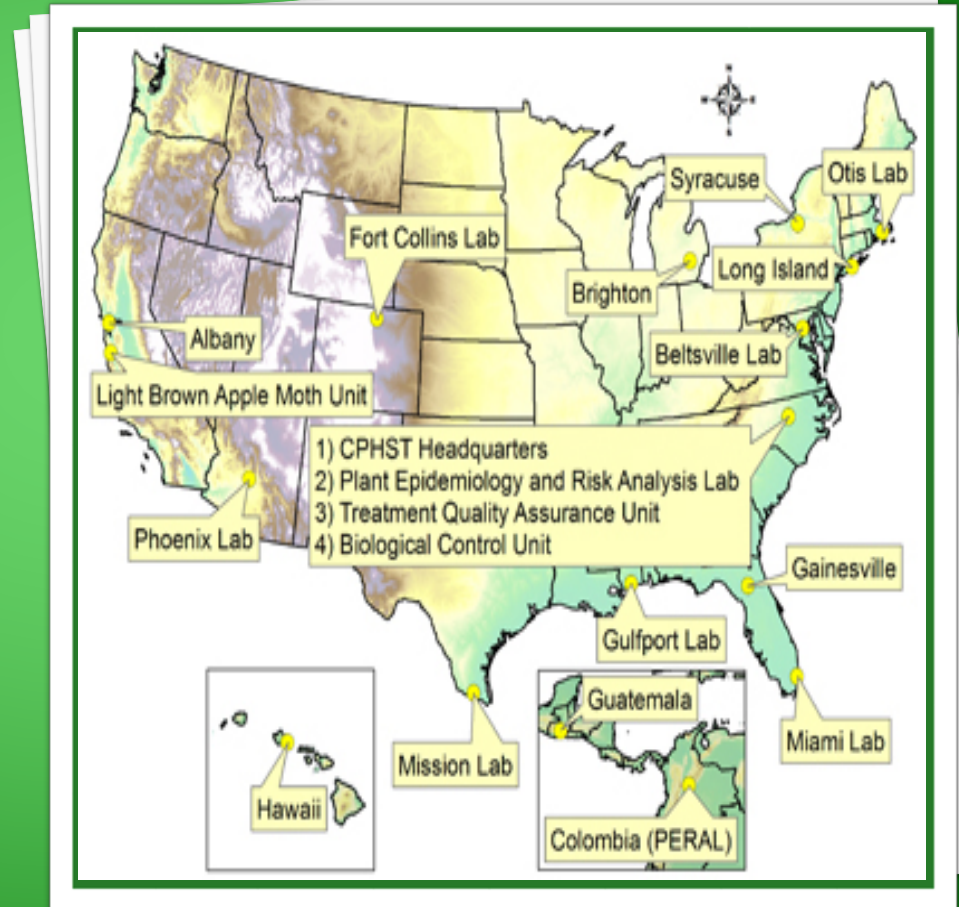 Syracuse
Otis Lab
Fort Collins Lab
Long Island
Brighton
Albany
Beltsville Lab
Light Brown Apple Moth Unit
1) CPHST Headquarters
2) Plant Epidemiology and Risk Analysis Lab
3) Treatment Quality Assurance Unit
4) Biological Control Unit
Phoenix Lab
Gainesville
Gulfport Lab
Guatemala
Miami Lab
Mission Lab
Hawaii
Colombia (PERAL)